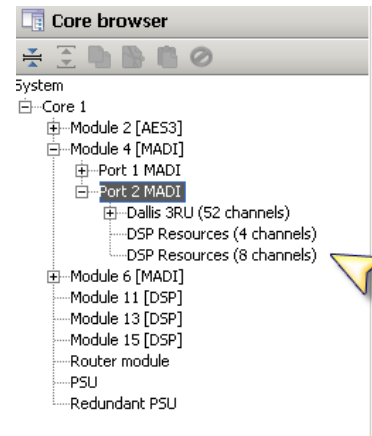 Core browser
System
Core 1
Module 2 [AES3]
Module 4 [MADI]
Port 1 MADI
Port 2 MADI
Dallis 3RU (52 channels)
DSP Resources (4 channels)
DSP Resources (8 channels)
Module 6 [MADI]
Module 11 [DSP]
Module 13 [DSP]
Module 15 [DSP]
Router module
PSU
Redundant PSU